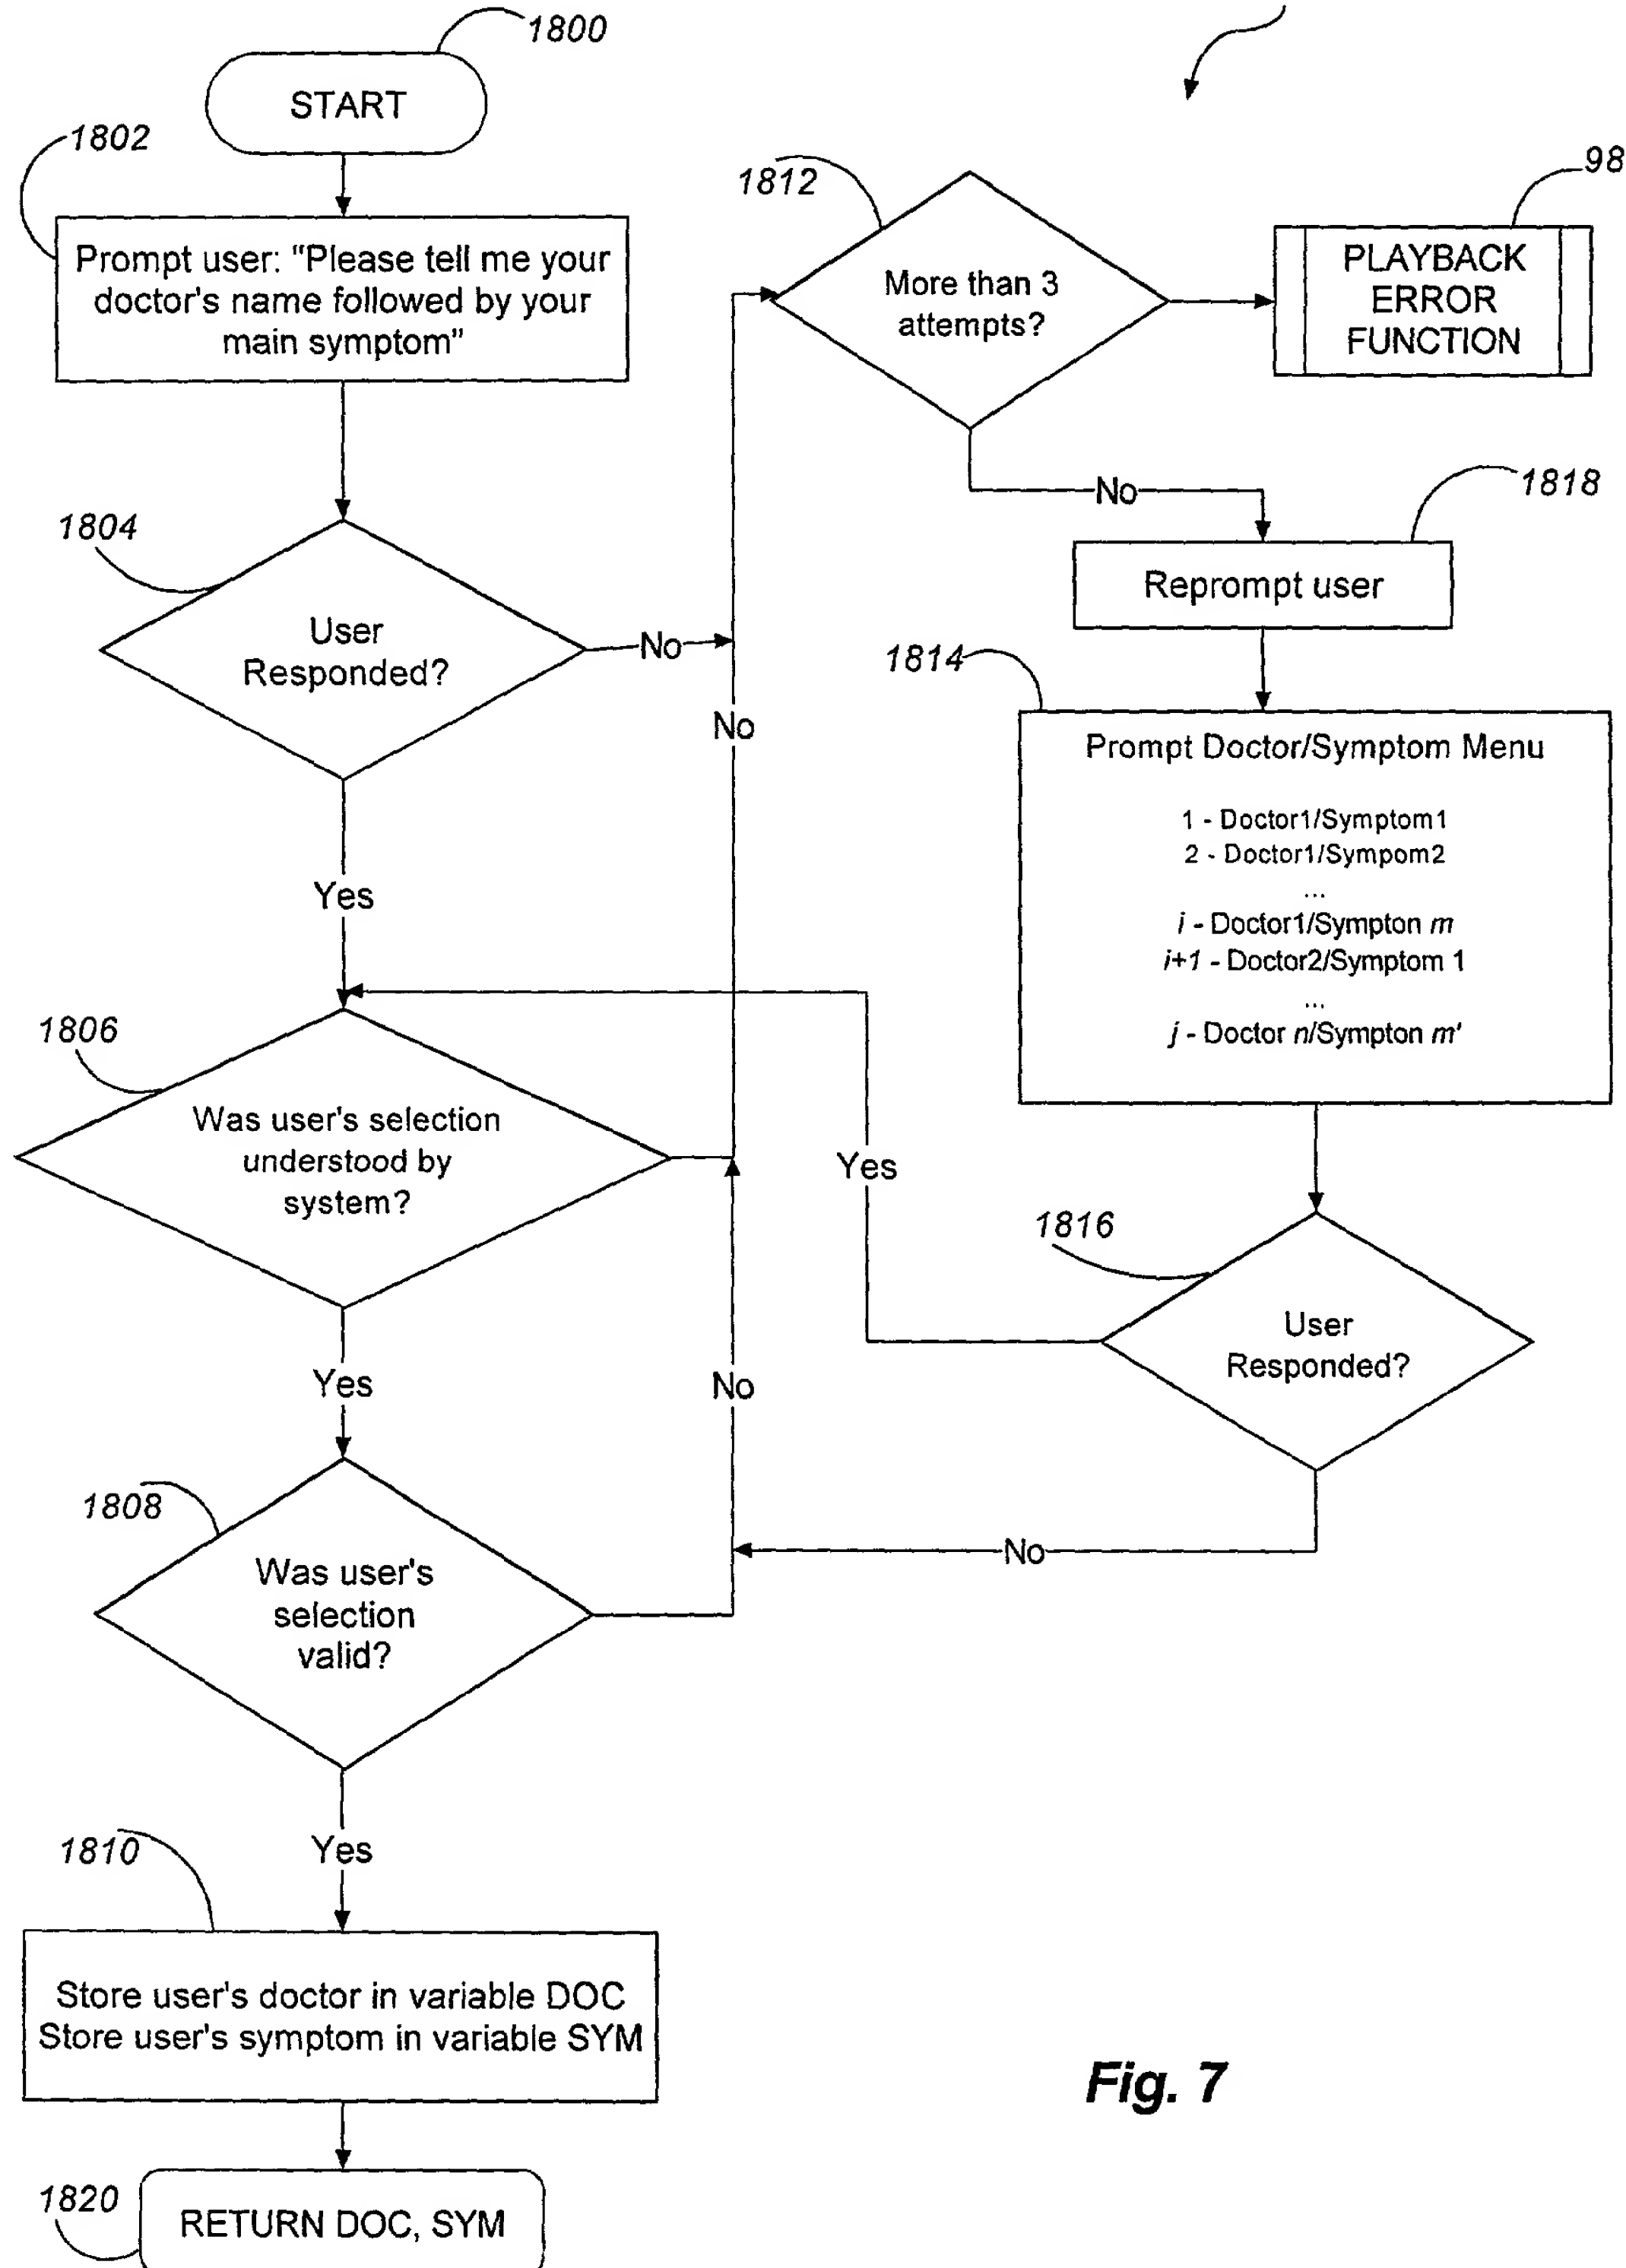 1800
START
1802
Prompt user: “Please tell me your
doctor's name followed by your
main symptom”
1804
User
Responded?
No
No
Yes
1806
Was user's selection
understood by
system?
Yes
No
1808
Was user's
selection
valid?
Yes
1810
Store user's doctor in variable DOC
Store user's symptom in variable SYM
1820
RETURN DOC, SYM
1812
More than 3
attempts?
98
PLAYBACK
ERROR
FUNCTION
No
1818
Reprompt user
1814
Prompt Doctor/Symptom Menu
1 - Doctor1/Symptom1
2 - Doctor1/Sympom2
...
i - Doctor1/Sympton m
i+1 - Doctor2/Symptom 1
...
j - Doctor n/Sympton m'
Yes
1816
User
Responded?
No
Fig. 7